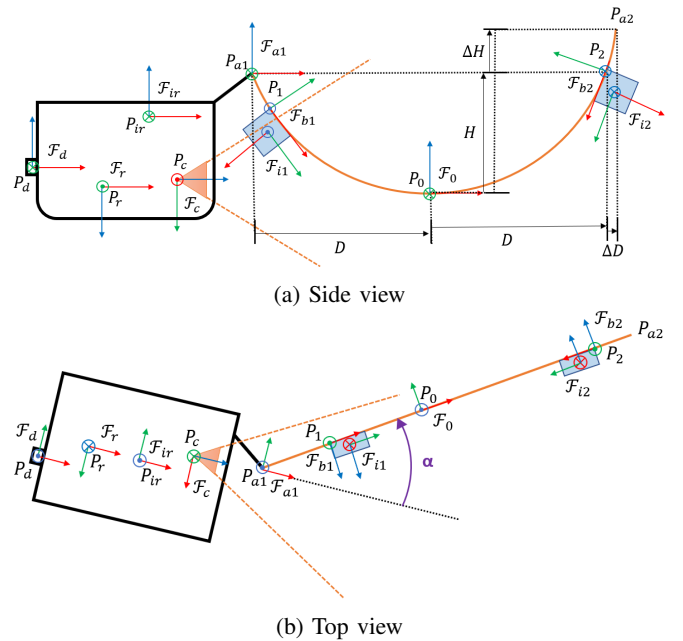 P_{a2}
ΔH
\mathcal{F}_{a1}
P_{a1}
P_2
\mathcal{F}_{ir}
P_1
\mathcal{F}_{b2}
H
\mathcal{F}_{b1}
\mathcal{F}_{i2}
P_{ir}
\mathcal{F}_d
\mathcal{F}_r
P_c
\mathcal{F}_{i1}
P_d
P_0
\mathcal{F}_0
P_r
\mathcal{F}_c
D
D
ΔD
(a) Side view
\mathcal{F}_{b2}
P_{a2}
P_2
\mathcal{F}_{i2}
P_0
\mathcal{F}_0
\mathcal{F}_d
\mathcal{F}_r
\mathcal{F}_{ir}
P_c
P_1
P_d
P_r
P_{ir}
\mathcal{F}_c
P_{a1}
\mathcal{F}_{a1}
\mathcal{F}_{b1}
\mathcal{F}_{i1}
α
(b) Top view